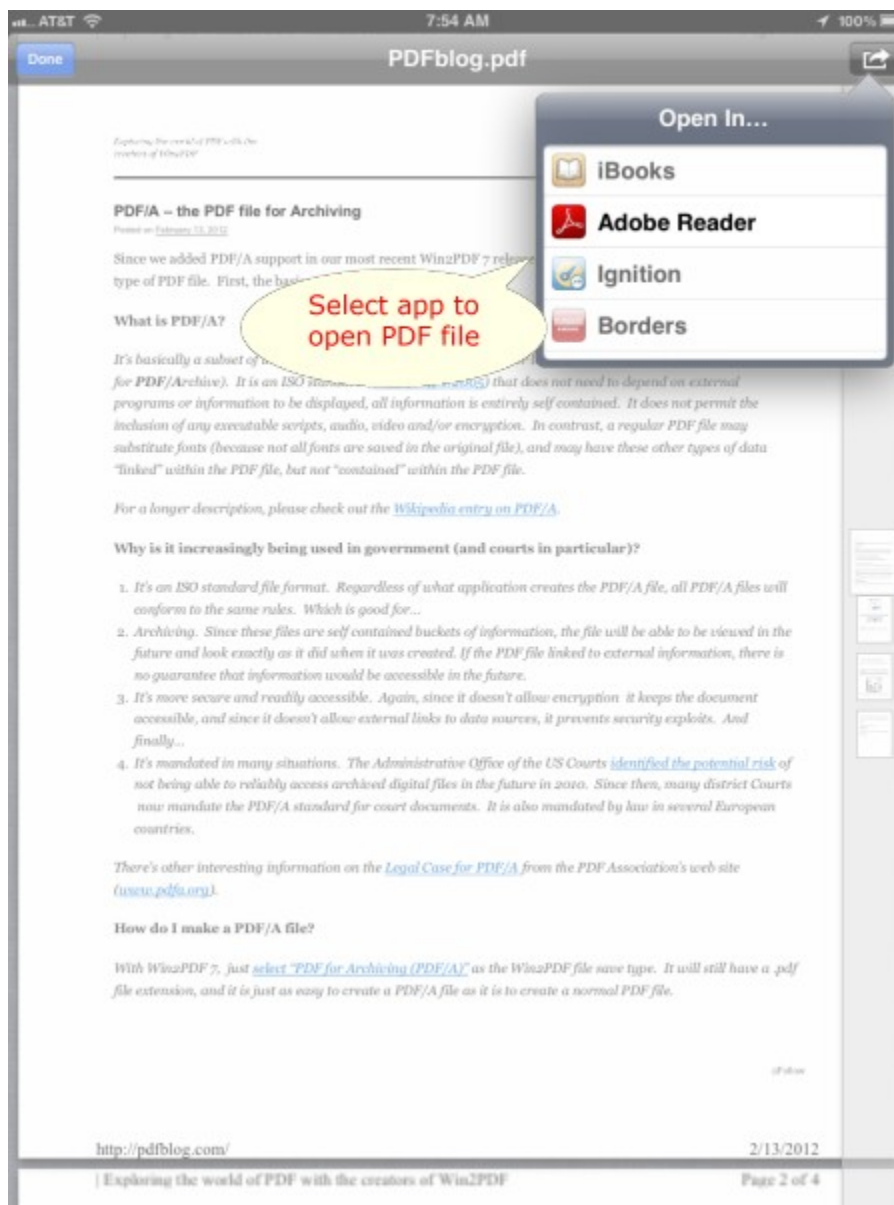 AT&T 7:54 AM 100%
Done PDFblog.pdf
Open In...
iBooks
Adobe Reader
Ignition
Borders
Select app to
open PDF file
Exploring the world of PDF with the
creators of Win2PDF
PDF/A – the PDF file for Archiving
Posted on February 13, 2012
Since we added PDF/A support in our most recent Win2PDF 7
type of PDF file. First, the
What is PDF/A?
It's basically a subset of
for PDF/Archive). It is an ISO that does not need to depend on external
programs or information to be displayed, all information is entirely self contained. It does not permit the
inclusion of any executable scripts, audio, video and/or encryption. In contrast, a regular PDF file may
substitute fonts (because not all fonts are saved in the original file), and may have these other types of data
"linked" within the PDF file, but not "contained" within the PDF file.
For a longer description, please check out the Wikipedia entry on PDF/A.
Why is it increasingly being used in government (and courts in particular)?
1. It's an ISO standard file format. Regardless of what application creates the PDF/A file, all PDF/A files will
conform to the same rules. Which is good for...
2. Archiving. Since these files are self contained buckets of information, the file will be able to be viewed in the
future and look exactly as it did when it was created. If the PDF file linked to external information, there is
no guarantee that information would be accessible in the future.
3. It's more secure and readily accessible. Again, since it doesn't allow encryption it keeps the document
accessible, and since it doesn't allow external links to data sources, it prevents security exploits. And
finally...
4. It's mandated in many situations. The Administrative Office of the US Courts identified the potential risk of
not being able to reliably access archived digital files in the future in 2010. Since then, many district Courts
now mandate the PDF/A standard for court documents. It is also mandated by law in several European
countries.
There's other interesting information on the Legal Case for PDF/A from the PDF Association's web site
(www.pdfa.org).
How do I make a PDF/A file?
With Win2PDF 7, just select "PDF for Archiving (PDF/A)" as the Win2PDF file save type. It will still have a .pdf
file extension, and it is just as easy to create a PDF/A file as it is to create a normal PDF file.
http://pdfblog.com/ 2/13/2012
| Exploring the world of PDF with the creators of Win2PDF Page 2 of 4